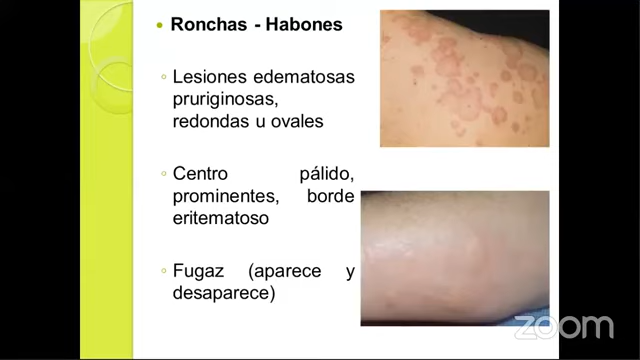 Ronchas - Habones
Lesiones edematosas
pruriginosas,
redondas u ovales
Centro pálido,
prominentes, borde
eritematoso
Fugaz (aparece y
desaparece)
zoom